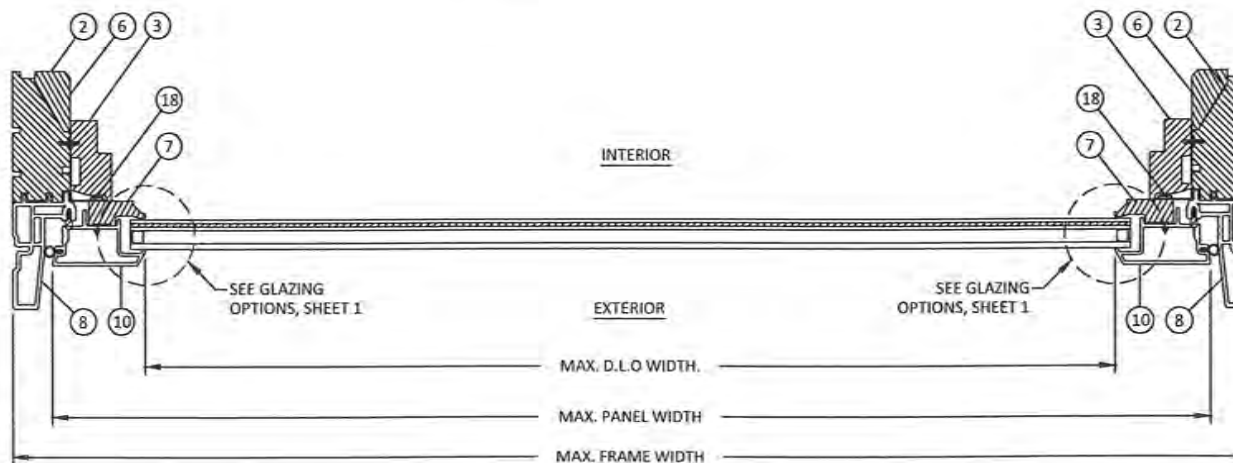 2 6 3 3 6 2
18 18
7 7
INTERIOR
SEE GLAZING
OPTIONS, SHEET 1
SEE GLAZING
OPTIONS, SHEET 1
EXTERIOR
8 10 10 8
MAX. D.L.O WIDTH.
MAX. PANEL WIDTH
MAX. FRAME WIDTH